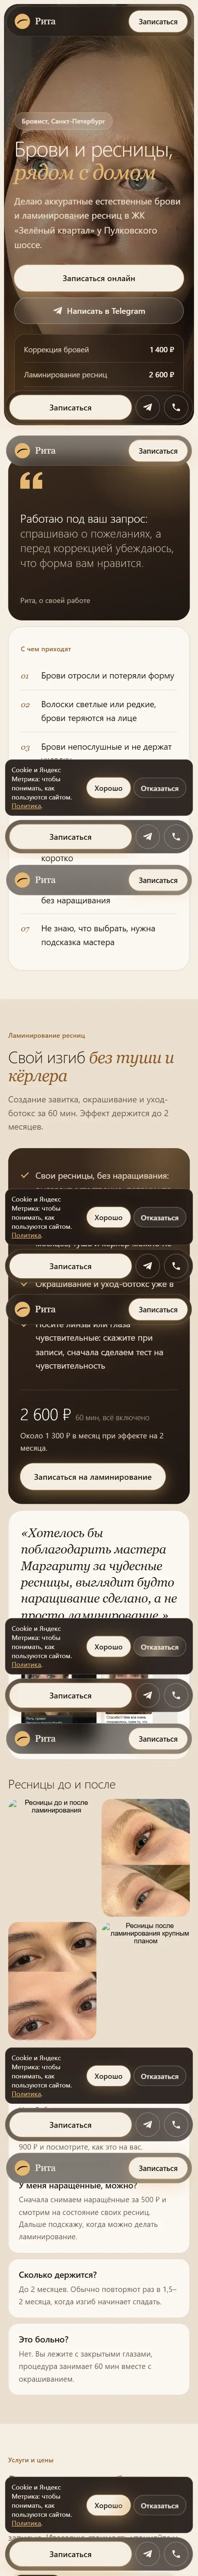 Рита
Записаться
Бровист, Санкт-Петербург
Брови и ресницы,
рядом с домом
Делаю аккуратные естественные брови
и ламинирование ресниц в ЖК
«Зелёный квартал» у Пулковского
шоссе.
Записаться онлайн
Написать в Telegram
Коррекция бровей 1 400 ₽
Ламинирование ресниц 2 600 ₽
Записаться
Рита
Записаться
Работаю под ваш запрос:
спрашиваю о пожеланиях, а
перед коррекцией убеждаюсь,
что форма вам нравится.
Рита, о своей работе
С чем приходят
01 Брови отросли и потеряли форму
02 Волоски светлые или редкие,
брови теряются на лице
03 Брови непослушные и не держат
Cookie и Яндекс
Метрика: чтобы
понимать, как
пользуются сайтом.
Политика.
Хорошо
Отказаться
Записаться
коротко
Рита
Записаться
без наращивания
07 Не знаю, что выбрать, нужна
подсказка мастера
Ламинирование ресниц
Свой изгиб без туши и
кёрлера
Создание завитка, окрашивание и уход-
ботокс за 60 мин. Эффект держится до 2
месяцев.
Свои ресницы, без наращивания:
Cookie и Яндекс
Метрика: чтобы
понимать, как
пользуются сайтом.
Политика.
Хорошо
Отказаться
Записаться
Окрашивание и уход-ботокс уже в
Рита
Записаться
Носите линзы или глаза
чувствительные: скажите при
записи, сначала сделаем тест на
чувствительность
2 600 ₽ 60 мин, всё включено
Около 1 300 ₽ в месяц при эффекте на 2
месяца.
Записаться на ламинирование
«Хотелось бы
поблагодарить мастера
Маргариту за чудесные
ресницы, выглядит будто
наращивание сделано, а не
просто ламинирование.»
Cookie и Яндекс
Метрика: чтобы
понимать, как
пользуются сайтом.
Политика.
Хорошо
Отказаться
Записаться
Рита
Записаться
Ресницы до и после
Ресницы до и после
ламинирования
Ресницы после
ламинирования крупным
планом
Cookie и Яндекс
Метрика: чтобы
понимать, как
пользуются сайтом.
Политика.
Хорошо
Отказаться
Записаться
900 ₽ и посмотрите, как это на вас.
Рита
Записаться
У меня наращённые, можно?
Сначала снимаем наращённые за 500 ₽ и
смотрим на состояние своих ресниц.
Дальше подскажу, когда можно делать
ламинирование.
Сколько держится?
До 2 месяцев. Обычно повторяют раз в 1,5–
2 месяца, когда изгиб начинает спадать.
Это больно?
Нет. Вы лежите с закрытыми глазами,
процедура занимает 60 мин вместе с
окрашиванием.
Услуги и цены
Cookie и Яндекс
Метрика: чтобы
понимать, как
пользуются сайтом.
Политика.
Хорошо
Отказаться
Записаться